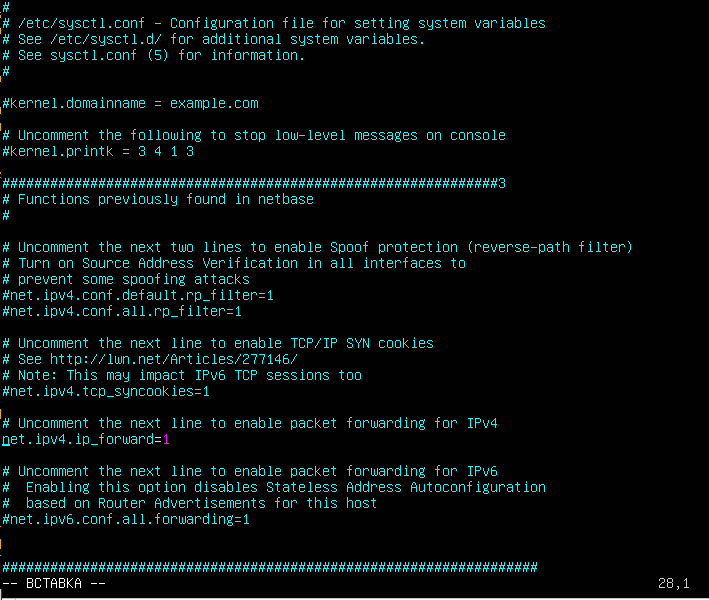 #
# /etc/sysctl.conf - Configuration file for setting system variables
# See /etc/sysctl.d/ for additional system variables.
# See sysctl.conf (5) for information.
#
#kernel.domainname = example.com
# Uncomment the following to stop low-level messages on console
#kernel.printk = 3 4 1 3
##############################################################3
# Functions previously found in netbase
#
# Uncomment the next two lines to enable Spoof protection (reverse-path filter)
# Turn on Source Address Verification in all interfaces to
# prevent some spoofing attacks
#net.ipv4.conf.default.rp_filter=1
#net.ipv4.conf.all.rp_filter=1
# Uncomment the next line to enable TCP/IP SYN cookies
# See http://lwn.net/Articles/277146/
# Note: This may impact IPv6 TCP sessions too
#net.ipv4.tcp_syncookies=1
# Uncomment the next line to enable packet forwarding for IPv4
net.ipv4.ip_forward=1
# Uncomment the next line to enable packet forwarding for IPv6
#  Enabling this option disables Stateless Address Autoconfiguration
#  based on Router Advertisements for this host
#net.ipv6.conf.all.forwarding=1
###################################################################
-- ВСТАВКА --                                                                     28,1